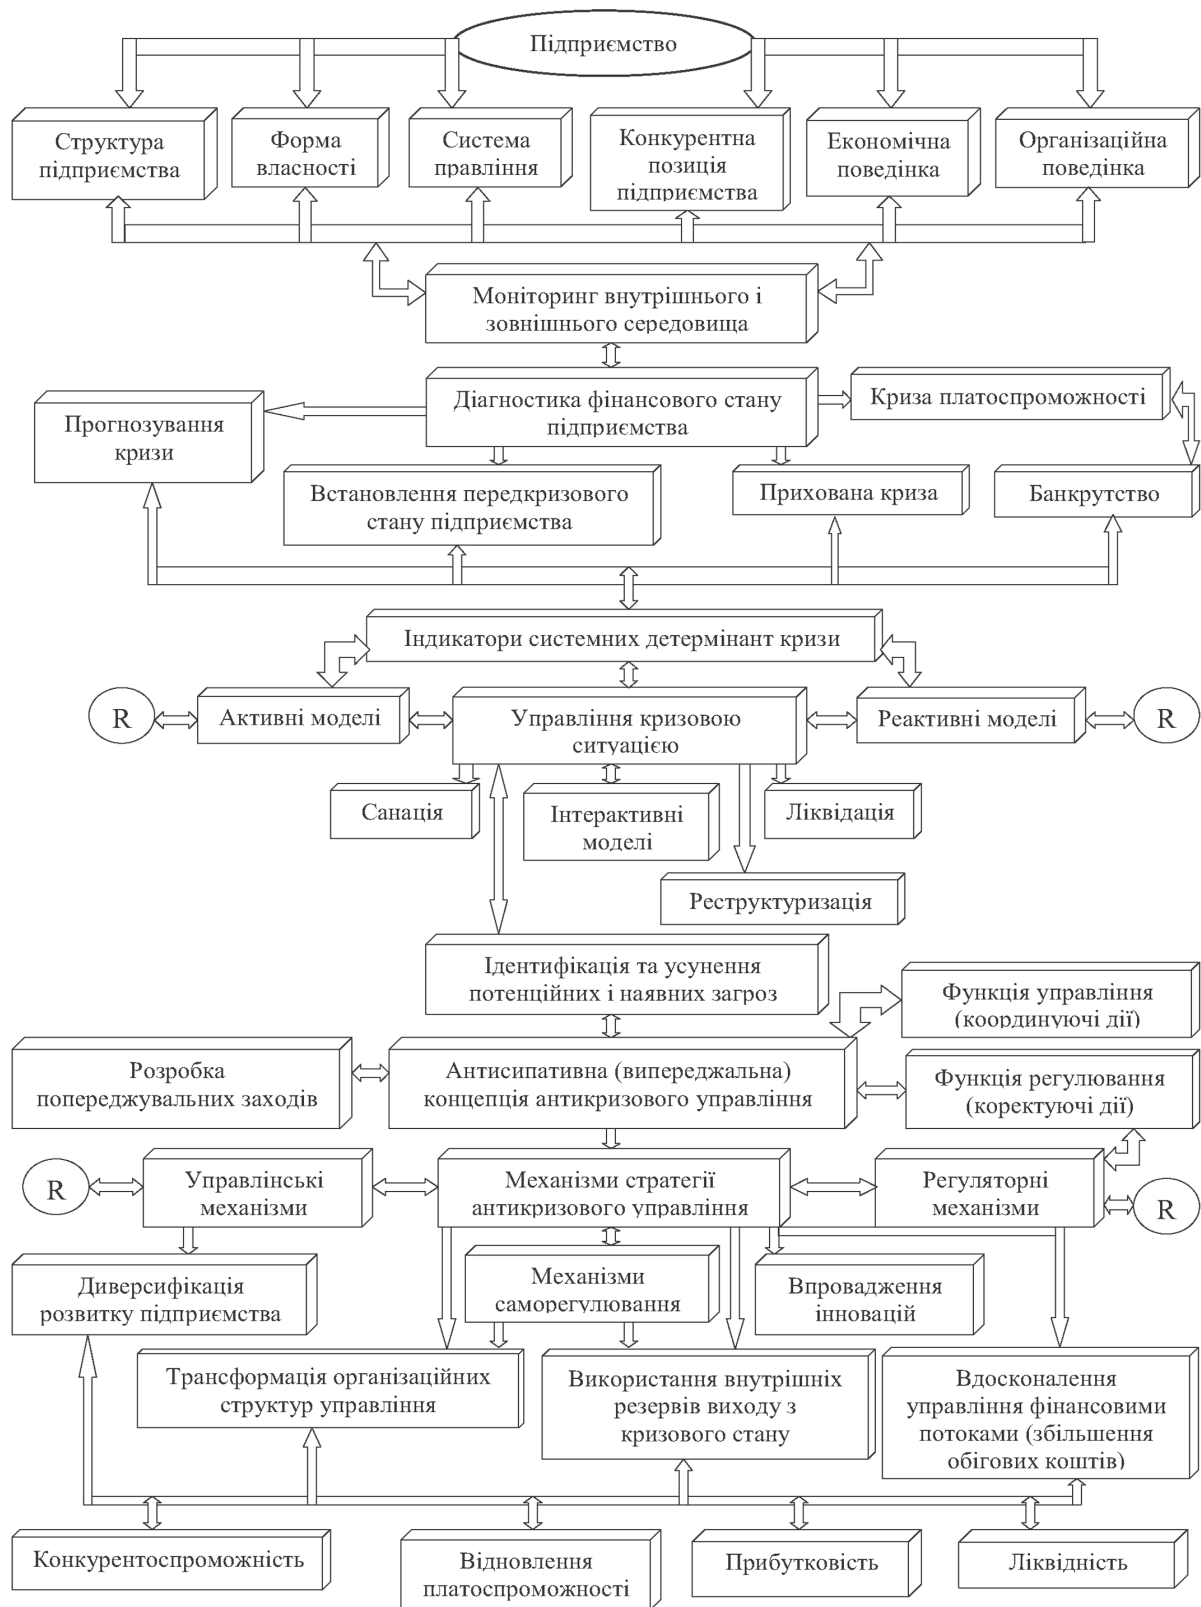 Підприємство
Структура
підприємства
Форма
власності
Система
правління
Конкурентна
позиція
підприємства
Економічна
поведінка
Організаційна
поведінка
Моніторинг внутрішнього і
зовнішнього середовища
Діагностика фінансового стану
підприємства
Криза платоспроможності
Прогнозування
кризи
Встановлення передкризового
стану підприємства
Прихована криза
Банкрутство
Індикатори системних детермінант кризи
R
Активні моделі
Управління кризовою
ситуацією
Реактивні моделі
R
Санація
Інтерактивні
моделі
Ліквідація
Реструктуризація
Ідентифікація та усунення
потенційних і наявних загроз
Функція управління
(координуючі дії)
Розробка
попереджувальних заходів
Антисипативна (випереджальна)
концепція антикризового управління
Функція регулювання
(коректуючі дії)
R
Управлінські
механізми
Механізми стратегії
антикризового управління
Регуляторні
механізми
R
Диверсифікація
розвитку підприємства
Механізми
саморегулювання
Впровадження
інновацій
Трансформація організаційних
структур управління
Використання внутрішніх
резервів виходу з
кризового стану
Вдосконалення
управління фінансовими
потоками (збільшення
обігових коштів)
Конкурентоспроможність
Відновлення
платоспроможності
Прибутковість
Ліквідність